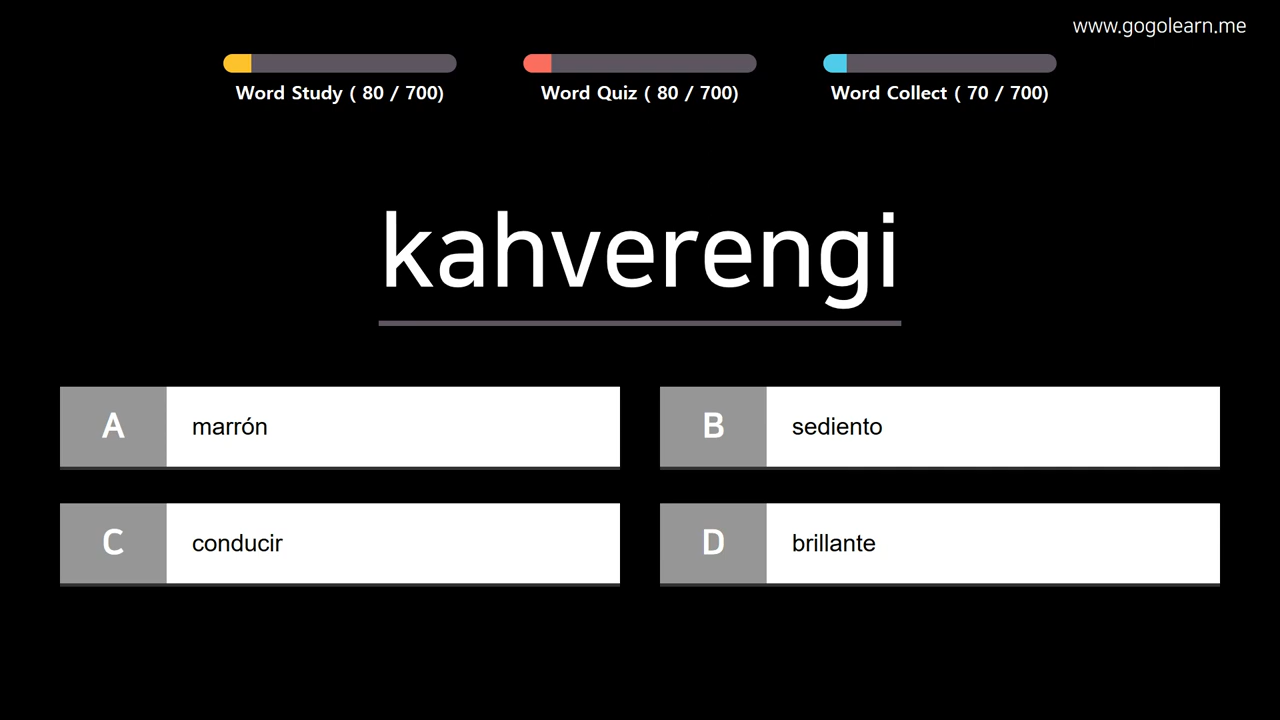 www.gogolearn.me
Word Study ( 80 / 700)
Word Quiz ( 80 / 700)
Word Collect ( 70 / 700)
kahverengi
A
marrón
B
sediento
C
conducir
D
brillante